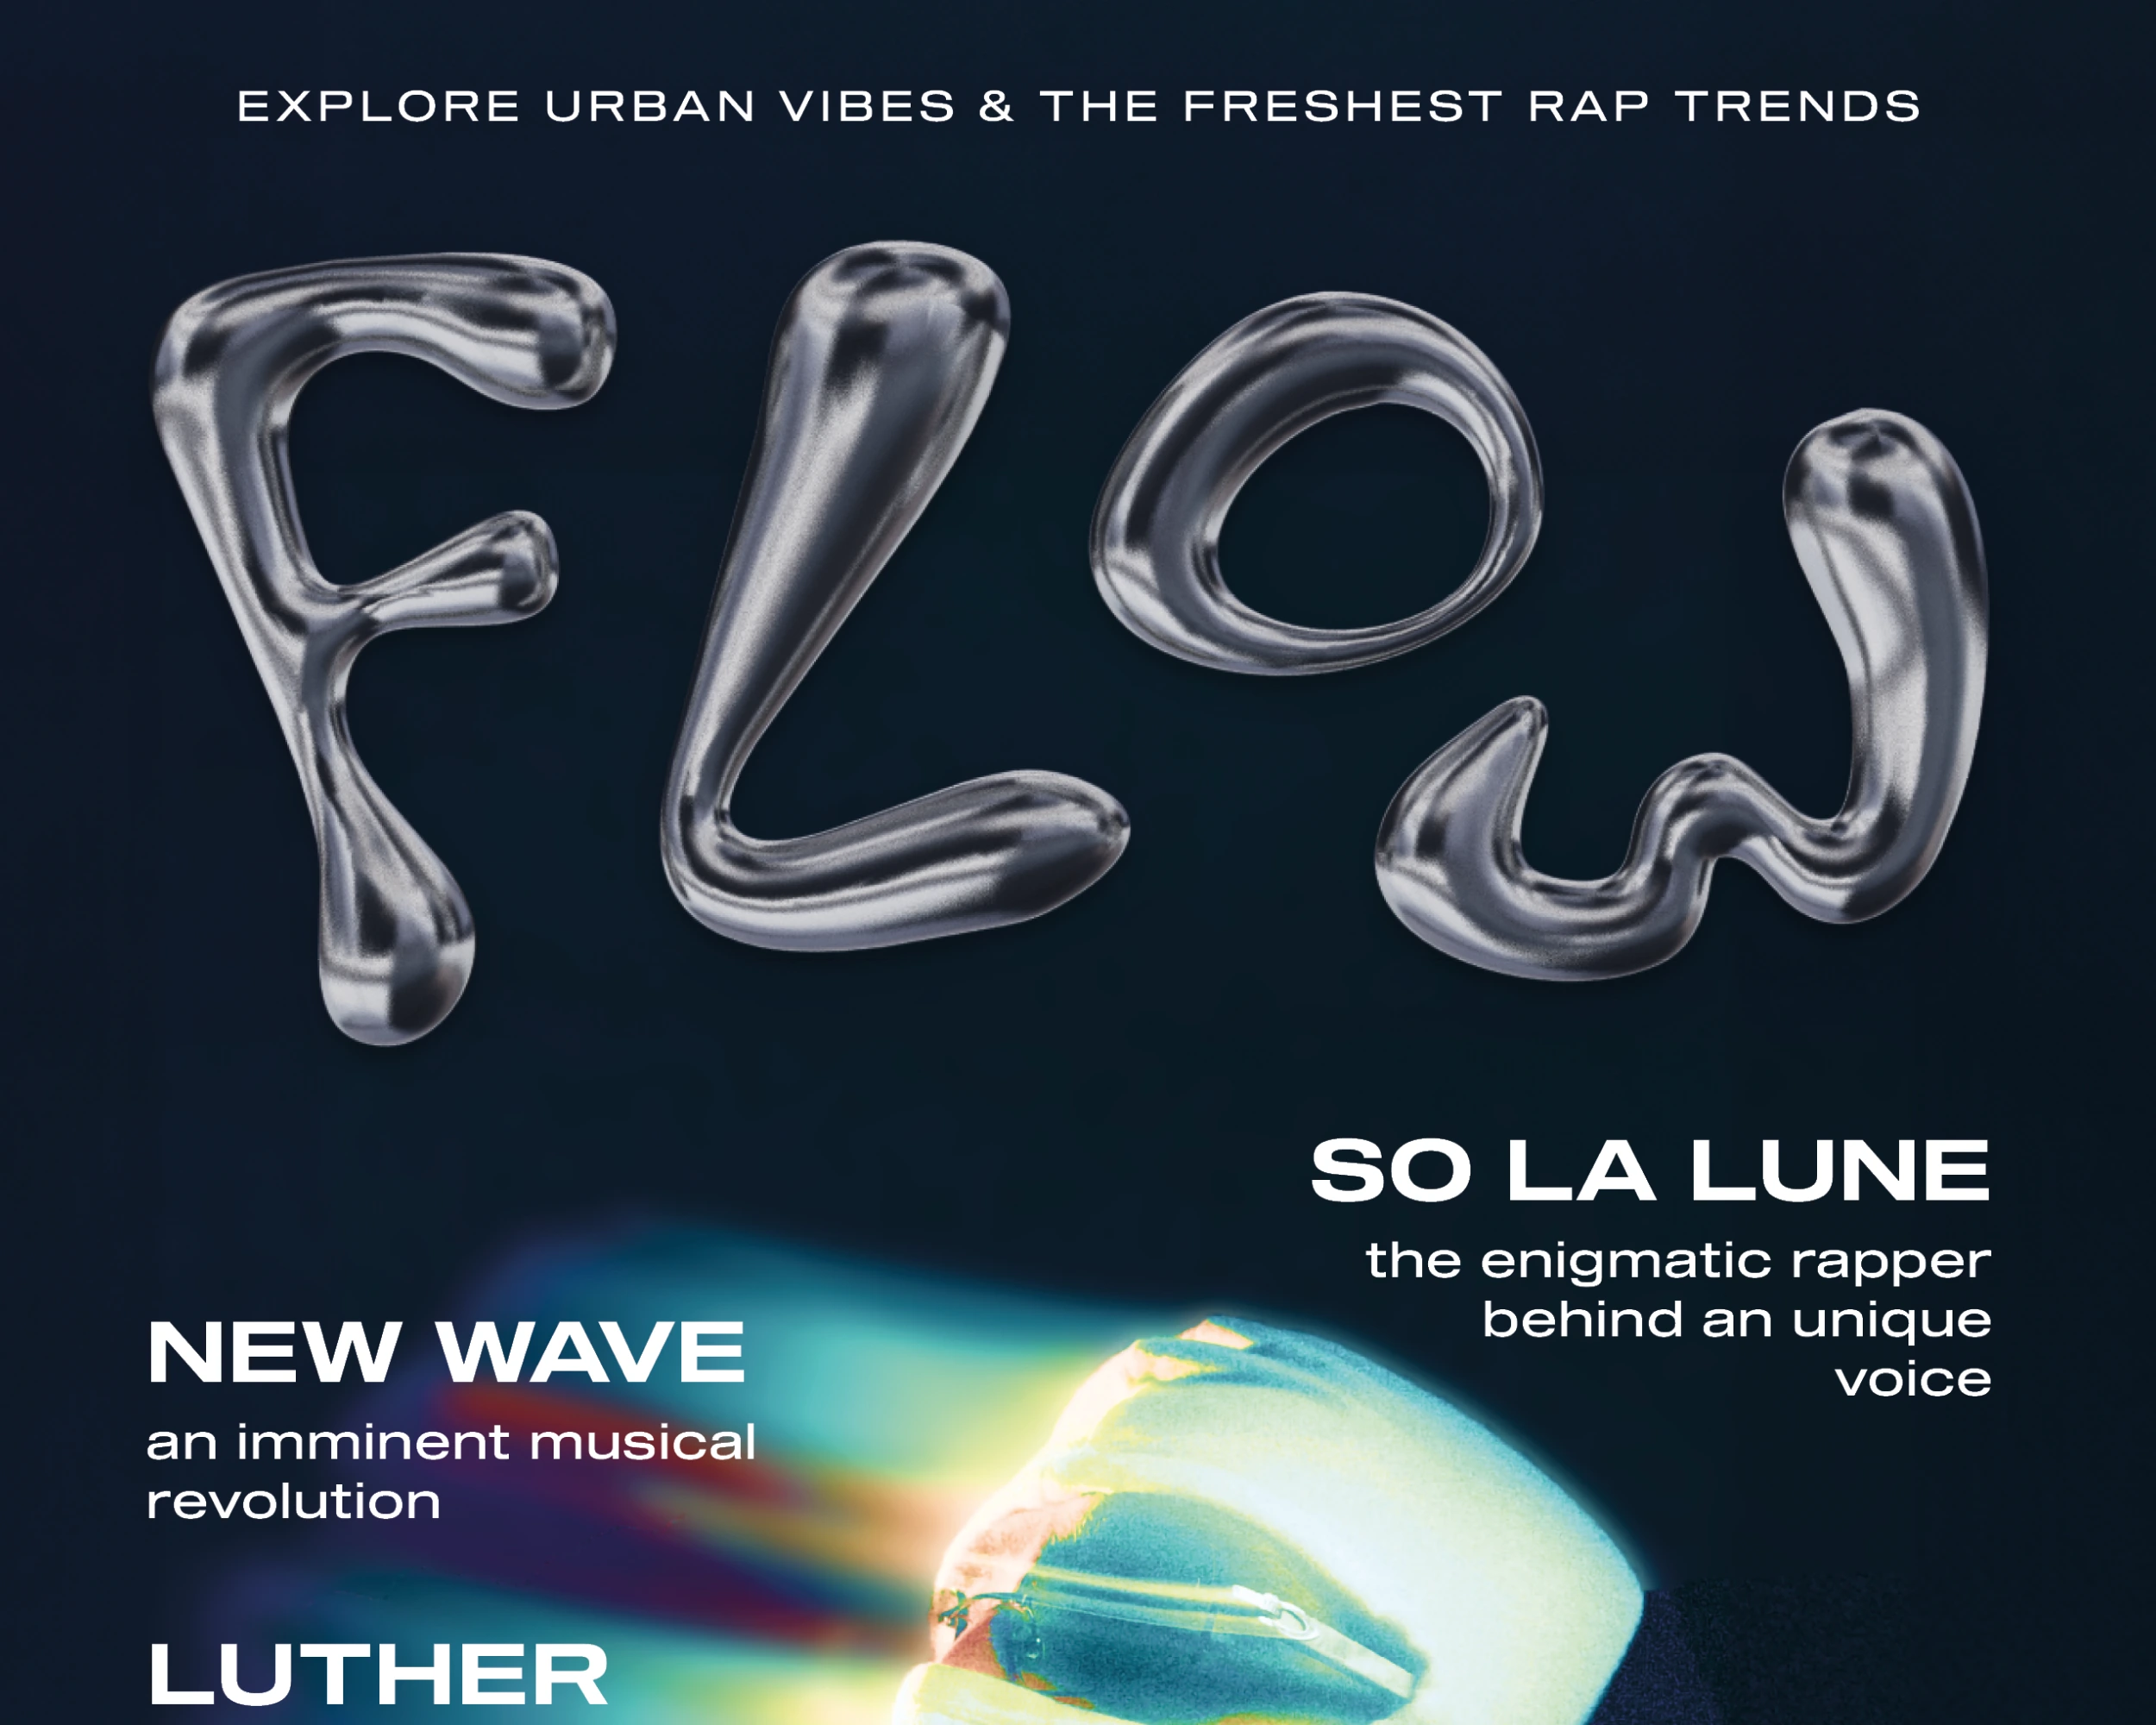 EXPLORE URBAN VIBES & THE FRESHEST RAP TRENDS
FLOW
SO LA LUNE
the enigmatic rapper
behind an unique
voice
NEW WAVE
an imminent musical
revolution
LUTHER